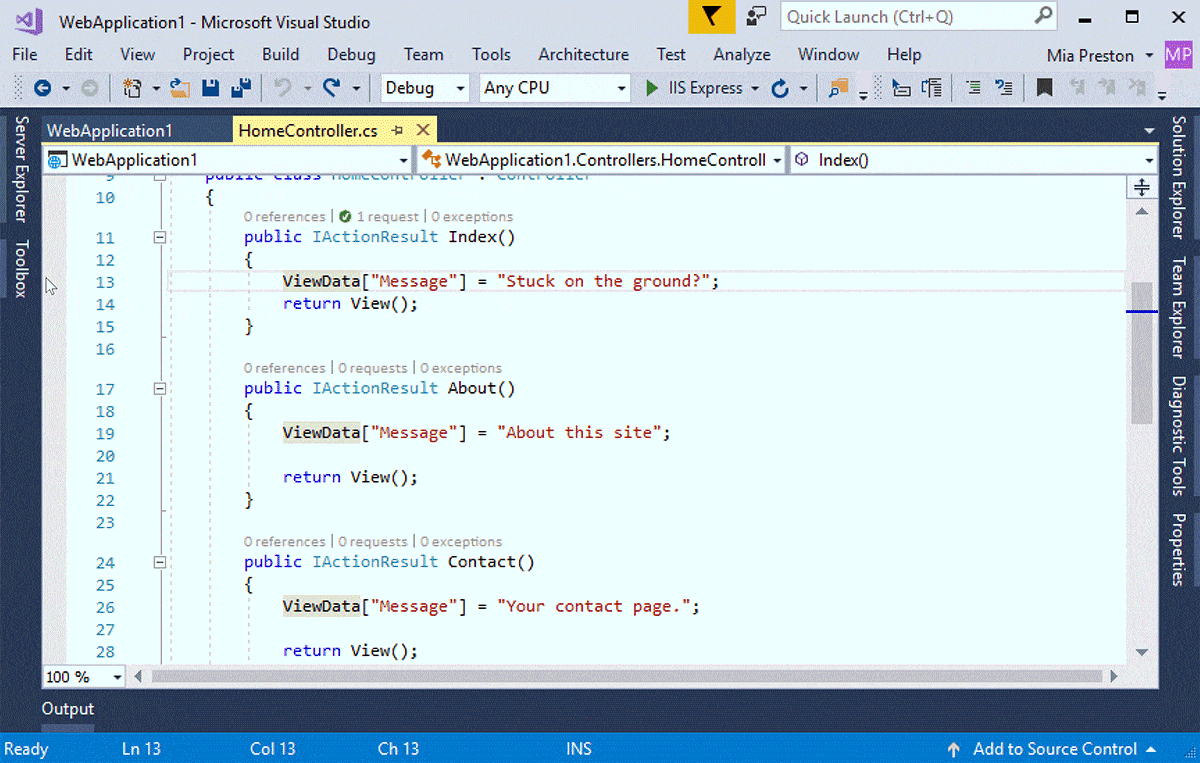 WebApplication1 - Microsoft Visual Studio
Quick Launch (Ctrl+Q)
File Edit View Project Build Debug Team Tools Architecture Test Analyze Window Help Mia Preston MP
Debug Any CPU IIS Express
Server Explorer
Toolbox
WebApplication1 HomeController.cs
WebApplication1 WebApplication1.Controllers.HomeControll Index()
9 public class HomeController : Controller
10 {
0 references | 1 request | 0 exceptions
11 public IActionResult Index()
12 {
13 ViewData["Message"] = "Stuck on the ground?";
14 return View();
15 }
16
0 references | 0 requests | 0 exceptions
17 public IActionResult About()
18 {
19 ViewData["Message"] = "About this site";
20
21 return View();
22 }
23
0 references | 0 requests | 0 exceptions
24 public IActionResult Contact()
25 {
26 ViewData["Message"] = "Your contact page.";
27
28 return View();
100 %
Solution Explorer
Team Explorer
Diagnostic Tools
Properties
Output
Ready Ln 13 Col 13 Ch 13 INS Add to Source Control